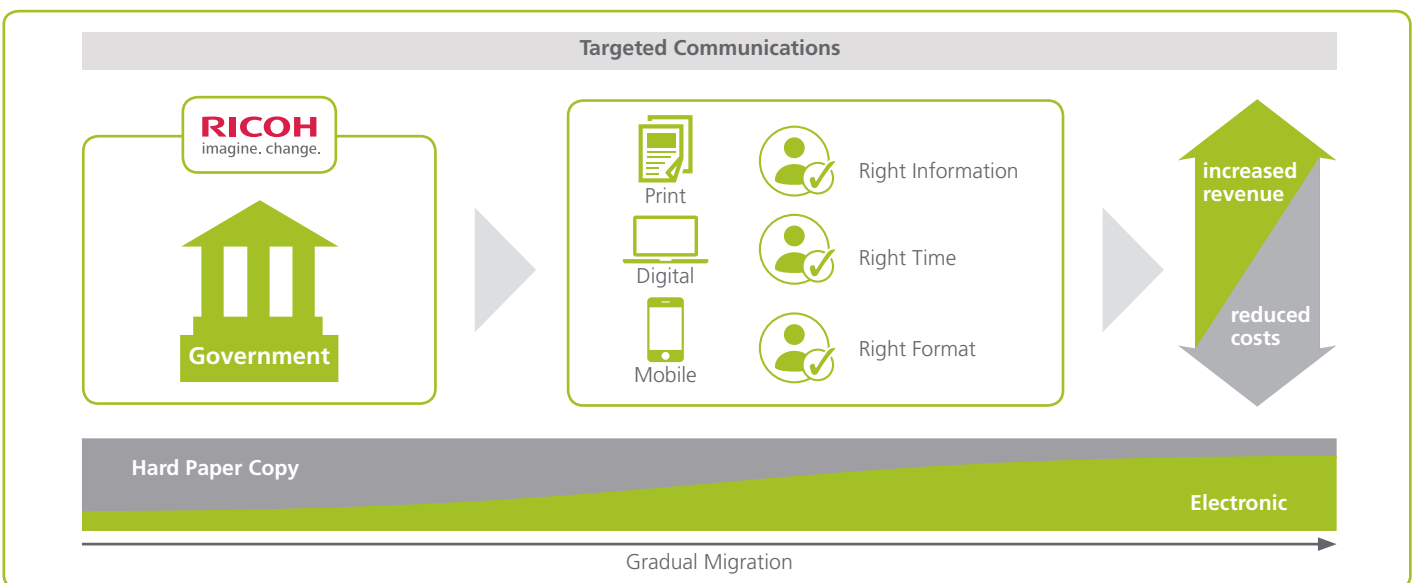 Targeted Communications
RICOH
imagine. change.
Government
Print
Right Information
Digital
Right Time
Mobile
Right Format
increased
revenue
reduced
costs
Hard Paper Copy
Electronic
Gradual Migration